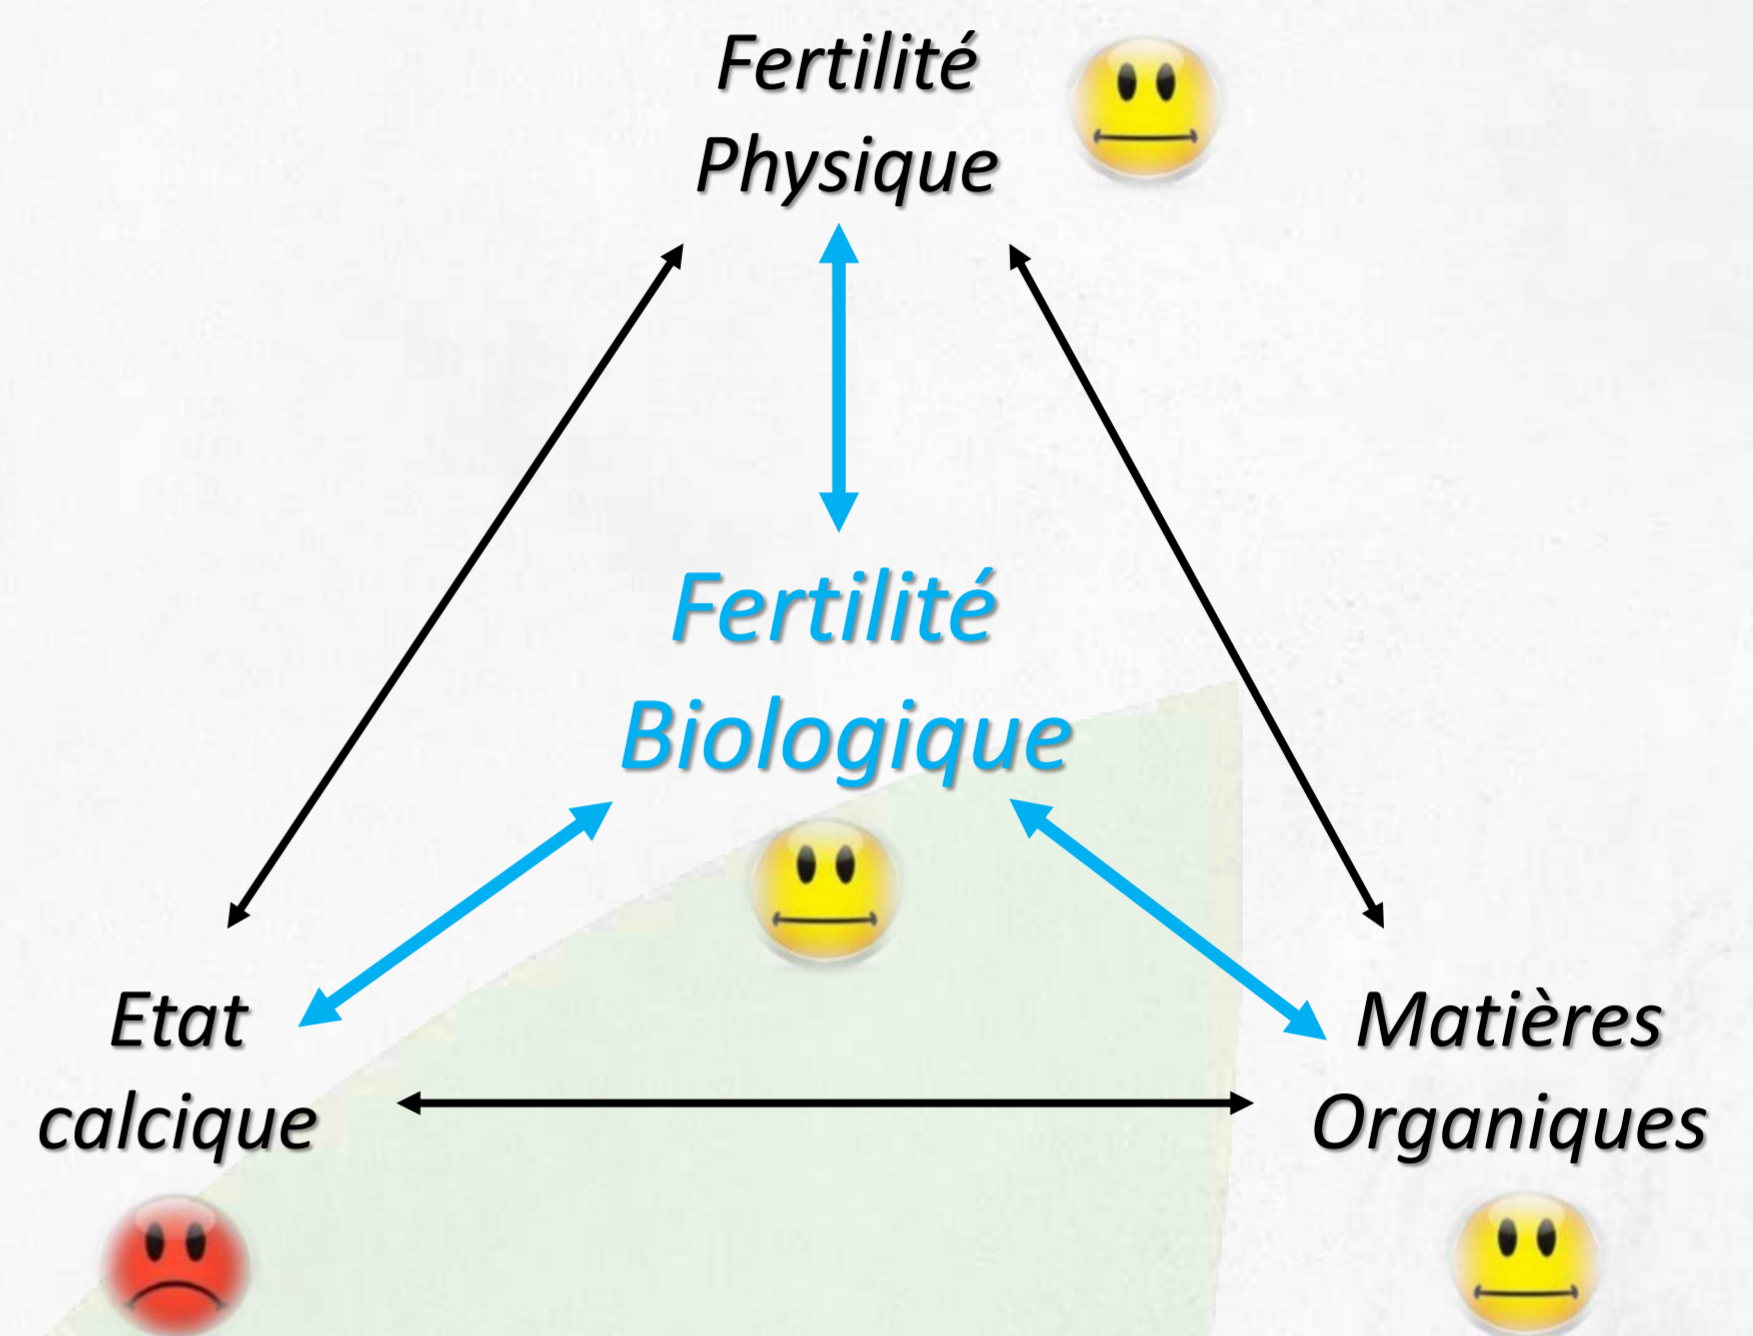 Fertilité
Physique
Fertilité
Biologique
Etat
calcique
Matières
Organiques